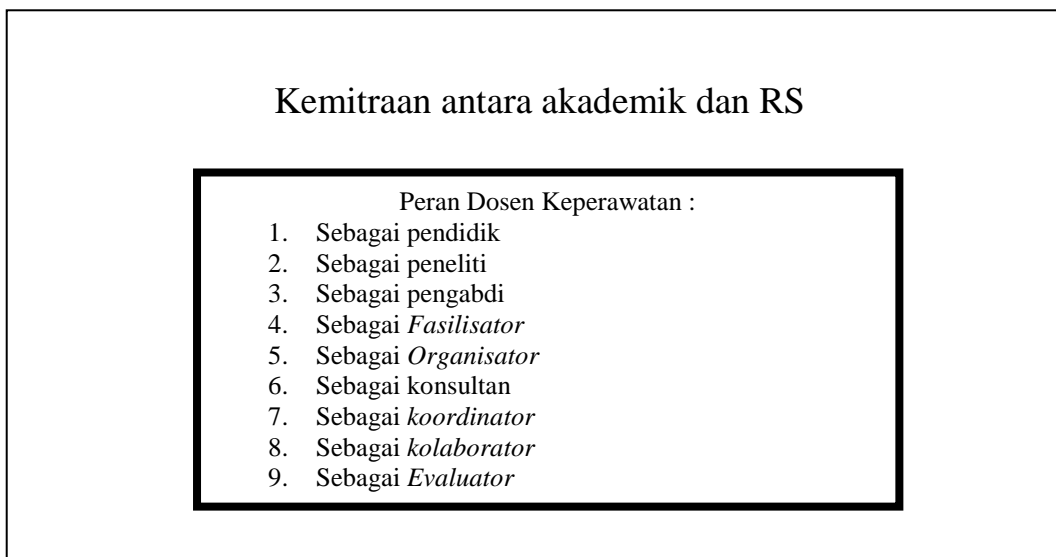 Kemitraan antara akademik dan RS
Peran Dosen Keperawatan :
1. Sebagai pendidik
2. Sebagai peneliti
3. Sebagai pengabdi
4. Sebagai Fasilisator
5. Sebagai Organisator
6. Sebagai konsultan
7. Sebagai koordinator
8. Sebagai kolaborator
9. Sebagai Evaluator